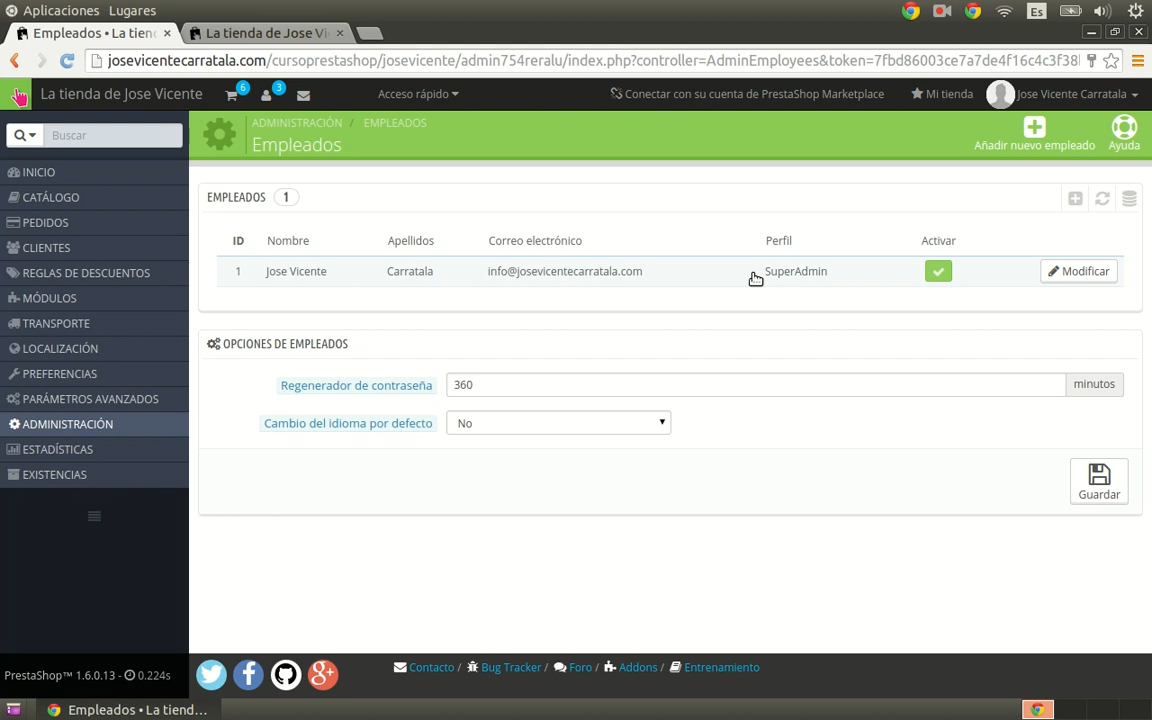 Aplicaciones Lugares
Es
Empleados • La tien ×
La tienda de Jose Vi ×
josevicentecarratala.com/cursoprestashop/josevicente/admin754reralu/index.php?controller=AdminEmployees&token=7fbd86003ce7a7de4f16c4c3f38
La tienda de Jose Vicente
6
3
Acceso rápido
Conectar con su cuenta de PrestaShop Marketplace
Mi tienda
Jose Vicente Carratala
Buscar
ADMINISTRACIÓN / EMPLEADOS
Empleados
Añadir nuevo empleado
Ayuda
INICIO
CATÁLOGO
PEDIDOS
CLIENTES
REGLAS DE DESCUENTOS
MÓDULOS
TRANSPORTE
LOCALIZACIÓN
PREFERENCIAS
PARÁMETROS AVANZADOS
ADMINISTRACIÓN
ESTADÍSTICAS
EXISTENCIAS
EMPLEADOS 1
ID Nombre Apellidos Correo electrónico Perfil Activar
1 Jose Vicente Carratala info@josevicentecarratala.com SuperAdmin Modificar
OPCIONES DE EMPLEADOS
Regenerador de contraseña 360 minutos
Cambio del idioma por defecto No
Guardar
PrestaShop™ 1.6.0.13 - 0.224s
Contacto / Bug Tracker / Foro / Addons / Entrenamiento
Empleados • La tiend...